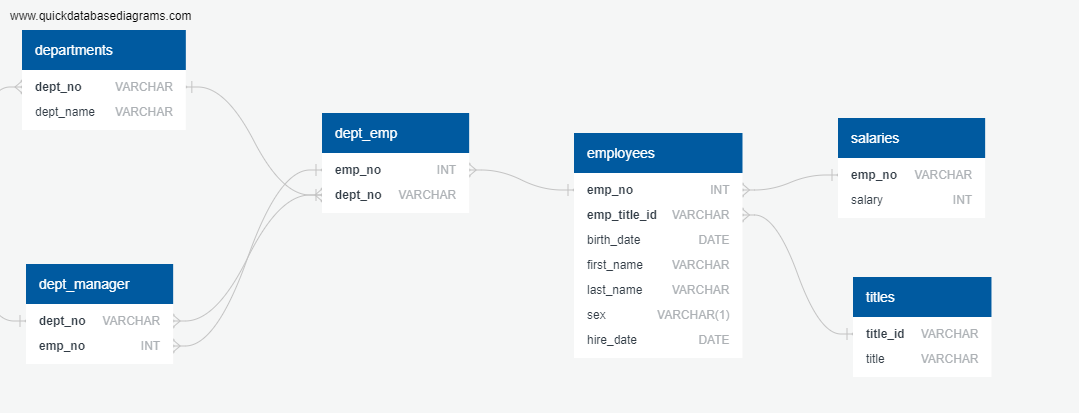 www.quickdatabasediagrams.com
departments
dept_no VARCHAR
dept_name VARCHAR
dept_emp
emp_no INT
dept_no VARCHAR
employees
emp_no INT
emp_title_id VARCHAR
birth_date DATE
first_name VARCHAR
last_name VARCHAR
sex VARCHAR(1)
hire_date DATE
salaries
emp_no VARCHAR
salary INT
dept_manager
dept_no VARCHAR
emp_no INT
titles
title_id VARCHAR
title VARCHAR